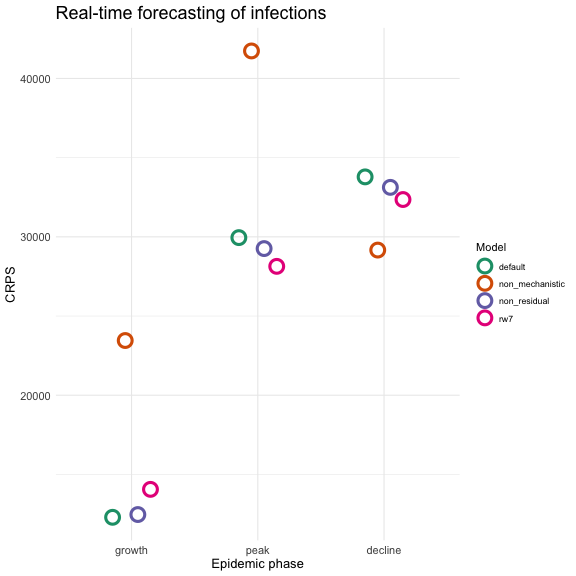 Real-time forecasting of infections
CRPS
40000
30000
20000
growth
peak
decline
Epidemic phase
Model
default
non_mechanistic
non_residual
rw7